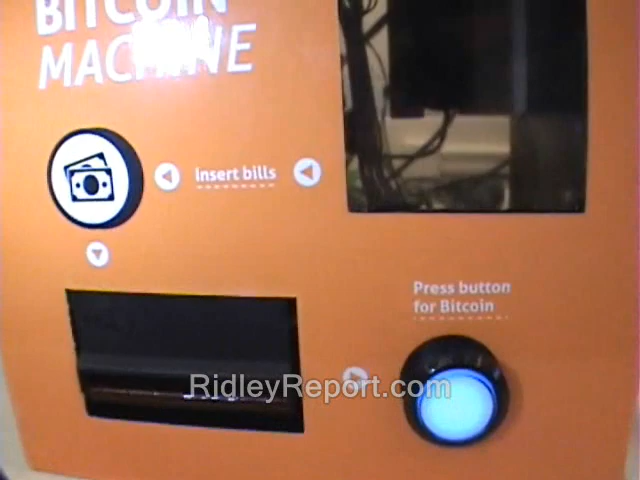 BITCOIN
MACHINE
insert bills
Press button
for Bitcoin
RidleyReport.com